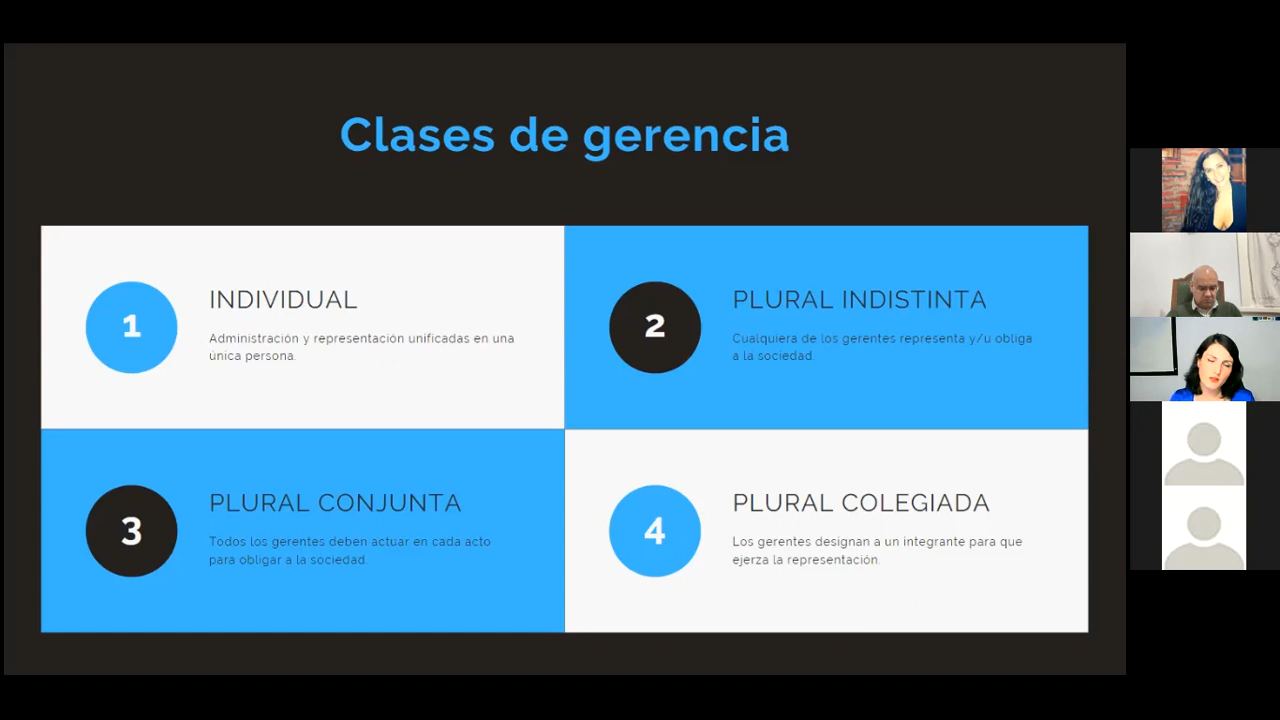 Clases de gerencia
1
INDIVIDUAL
Administración y representación unificadas en una
única persona.
2
PLURAL INDISTINTA
Cualquiera de los gerentes representa y/u obliga
a la sociedad.
3
PLURAL CONJUNTA
Todos los gerentes deben actuar en cada acto
para obligar a la sociedad.
4
PLURAL COLEGIADA
Los gerentes designan a un integrante para que
ejerza la representación.